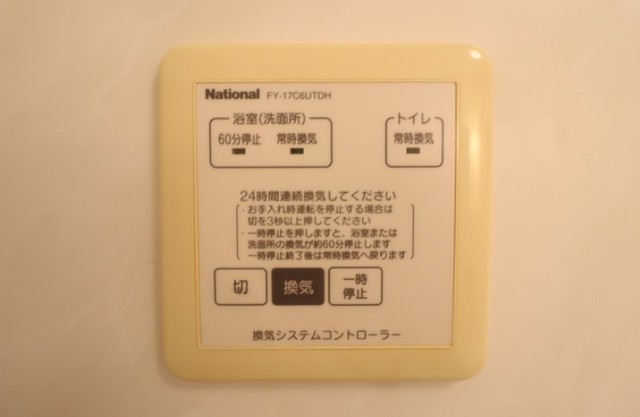 National FY-17C6UTDH
浴室(洗面所) トイレ
60分停止 常時換気 常時換気
24時間連続換気してください
・お手入れ時運転を停止する場合は
切を3秒以上押してください
・一時停止を押しますと、浴室または
洗面所の換気が約60分停止します
一時停止終了後は常時換気へ戻ります
切 換気 一時
停止
換気システムコントローラー